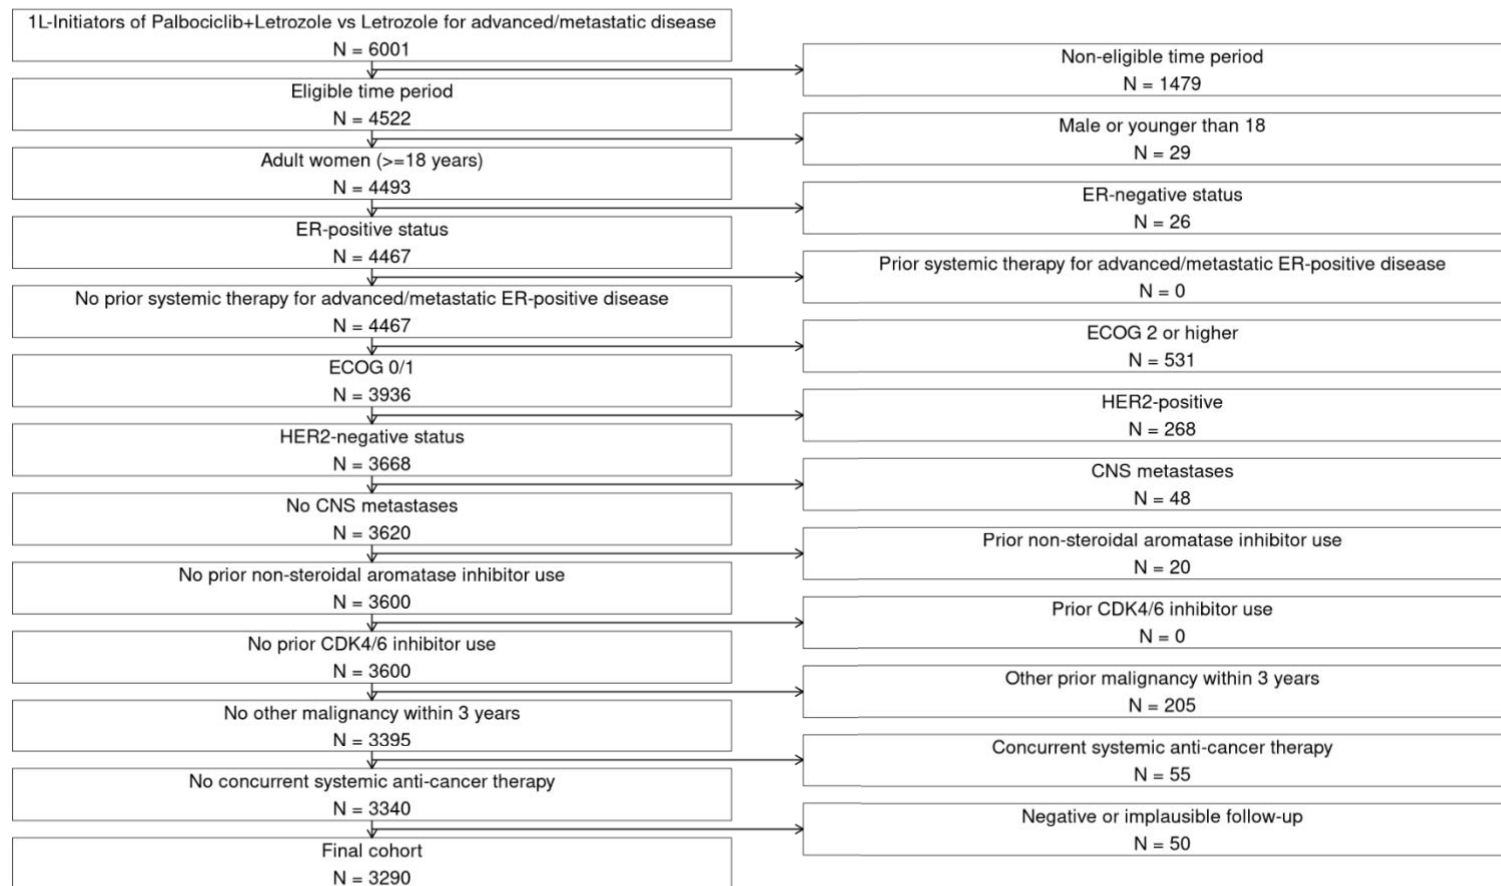 1L-Initiators of Palbociclib+Letrozole vs Letrozole for advanced/metastatic disease
N = 6001
Non-eligible time period
N = 1479
Eligible time period
N = 4522
Male or younger than 18
N = 29
Adult women (>=18 years)
N = 4493
ER-negative status
N = 26
ER-positive status
N = 4467
Prior systemic therapy for advanced/metastatic ER-positive disease
N = 0
No prior systemic therapy for advanced/metastatic ER-positive disease
N = 4467
ECOG 2 or higher
N = 531
ECOG 0/1
N = 3936
HER2-positive
N = 268
HER2-negative status
N = 3668
CNS metastases
N = 48
No CNS metastases
N = 3620
Prior non-steroidal aromatase inhibitor use
N = 20
No prior non-steroidal aromatase inhibitor use
N = 3600
Prior CDK4/6 inhibitor use
N = 0
No prior CDK4/6 inhibitor use
N = 3600
Other prior malignancy within 3 years
N = 205
No other malignancy within 3 years
N = 3395
Concurrent systemic anti-cancer therapy
N = 55
No concurrent systemic anti-cancer therapy
N = 3340
Negative or implausible follow-up
N = 50
Final cohort
N = 3290